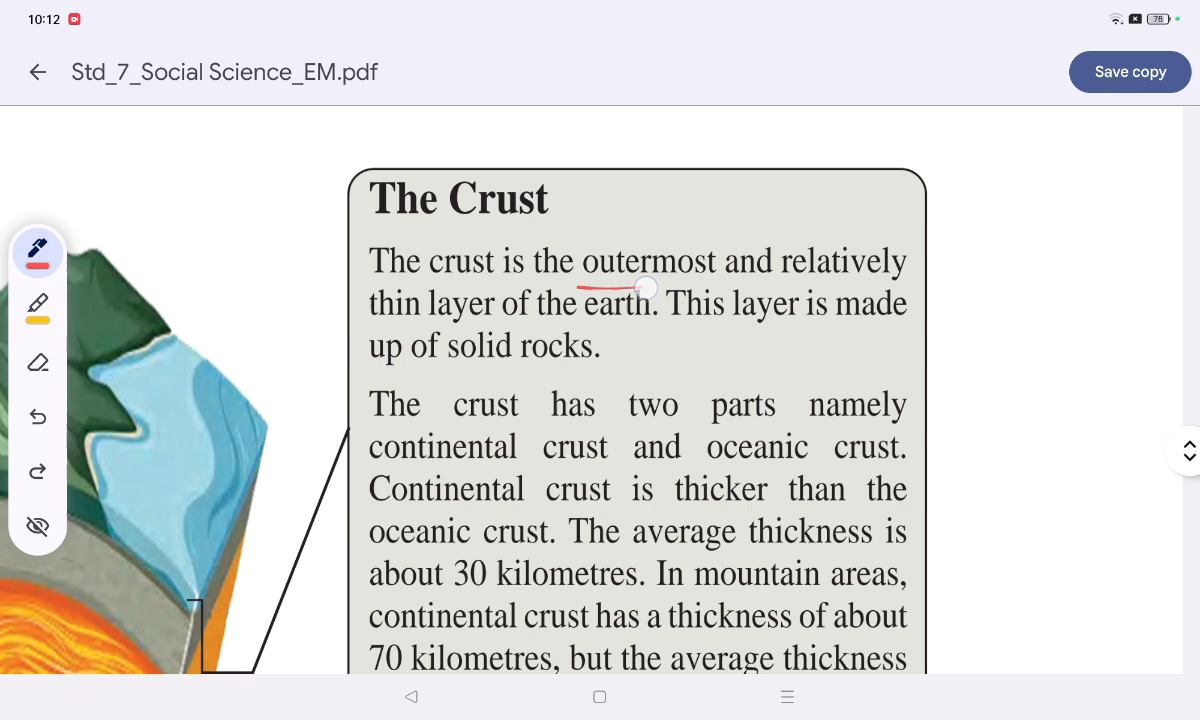 10:12
78
Std_7_Social Science_EM.pdf
Save copy
The Crust
The crust is the outermost and relatively
thin layer of the earth. This layer is made
up of solid rocks.
The crust has two parts namely
continental crust and oceanic crust.
Continental crust is thicker than the
oceanic crust. The average thickness is
about 30 kilometres. In mountain areas,
continental crust has a thickness of about
70 kilometres, but the average thickness